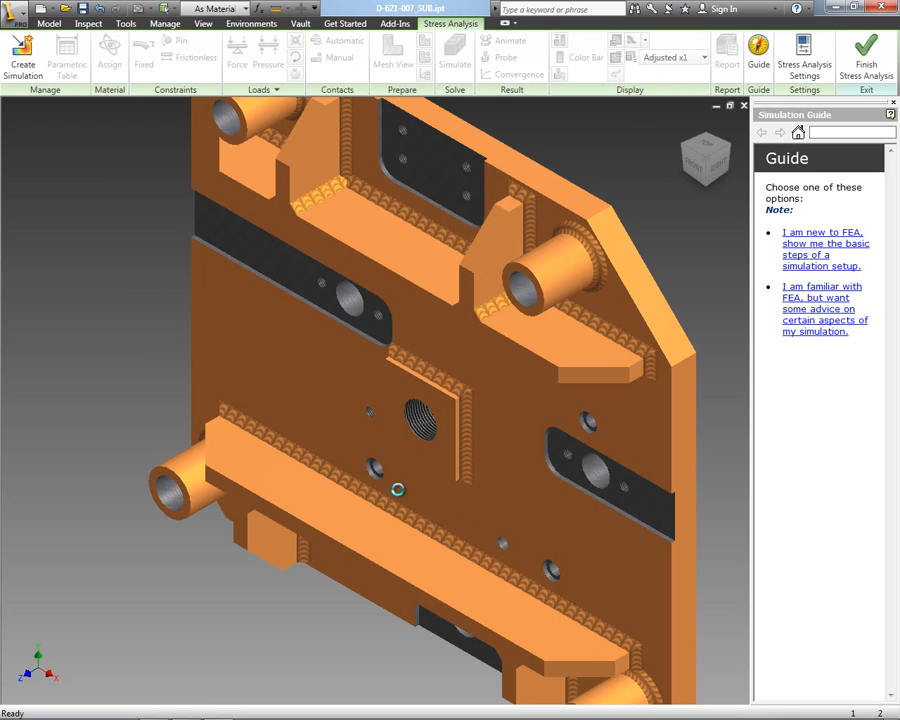 PRO
As Material
D-621-007_SUB.ipt
Type a keyword or phrase
Sign In
Model Inspect Tools Manage View Environments Vault Get Started Add-Ins Stress Analysis
Create Simulation
Parametric Table
Assign
Fixed
Pin
Frictionless
Force
Pressure
Automatic
Manual
Mesh View
Simulate
Animate
Probe
Convergence
Color Bar
Adjusted x1
Report
Guide
Stress Analysis Settings
Finish Stress Analysis
Manage Material Constraints Loads Contacts Prepare Solve Result Display Report Guide Settings Exit
Simulation Guide
Guide
Choose one of these
options:
Note:
I am new to FEA,
show me the basic
steps of a
simulation setup.
I am familiar with
FEA, but want
some advice on
certain aspects of
my simulation.
TOP
FRONT
RIGHT
Y
Z
X
Ready
1 2